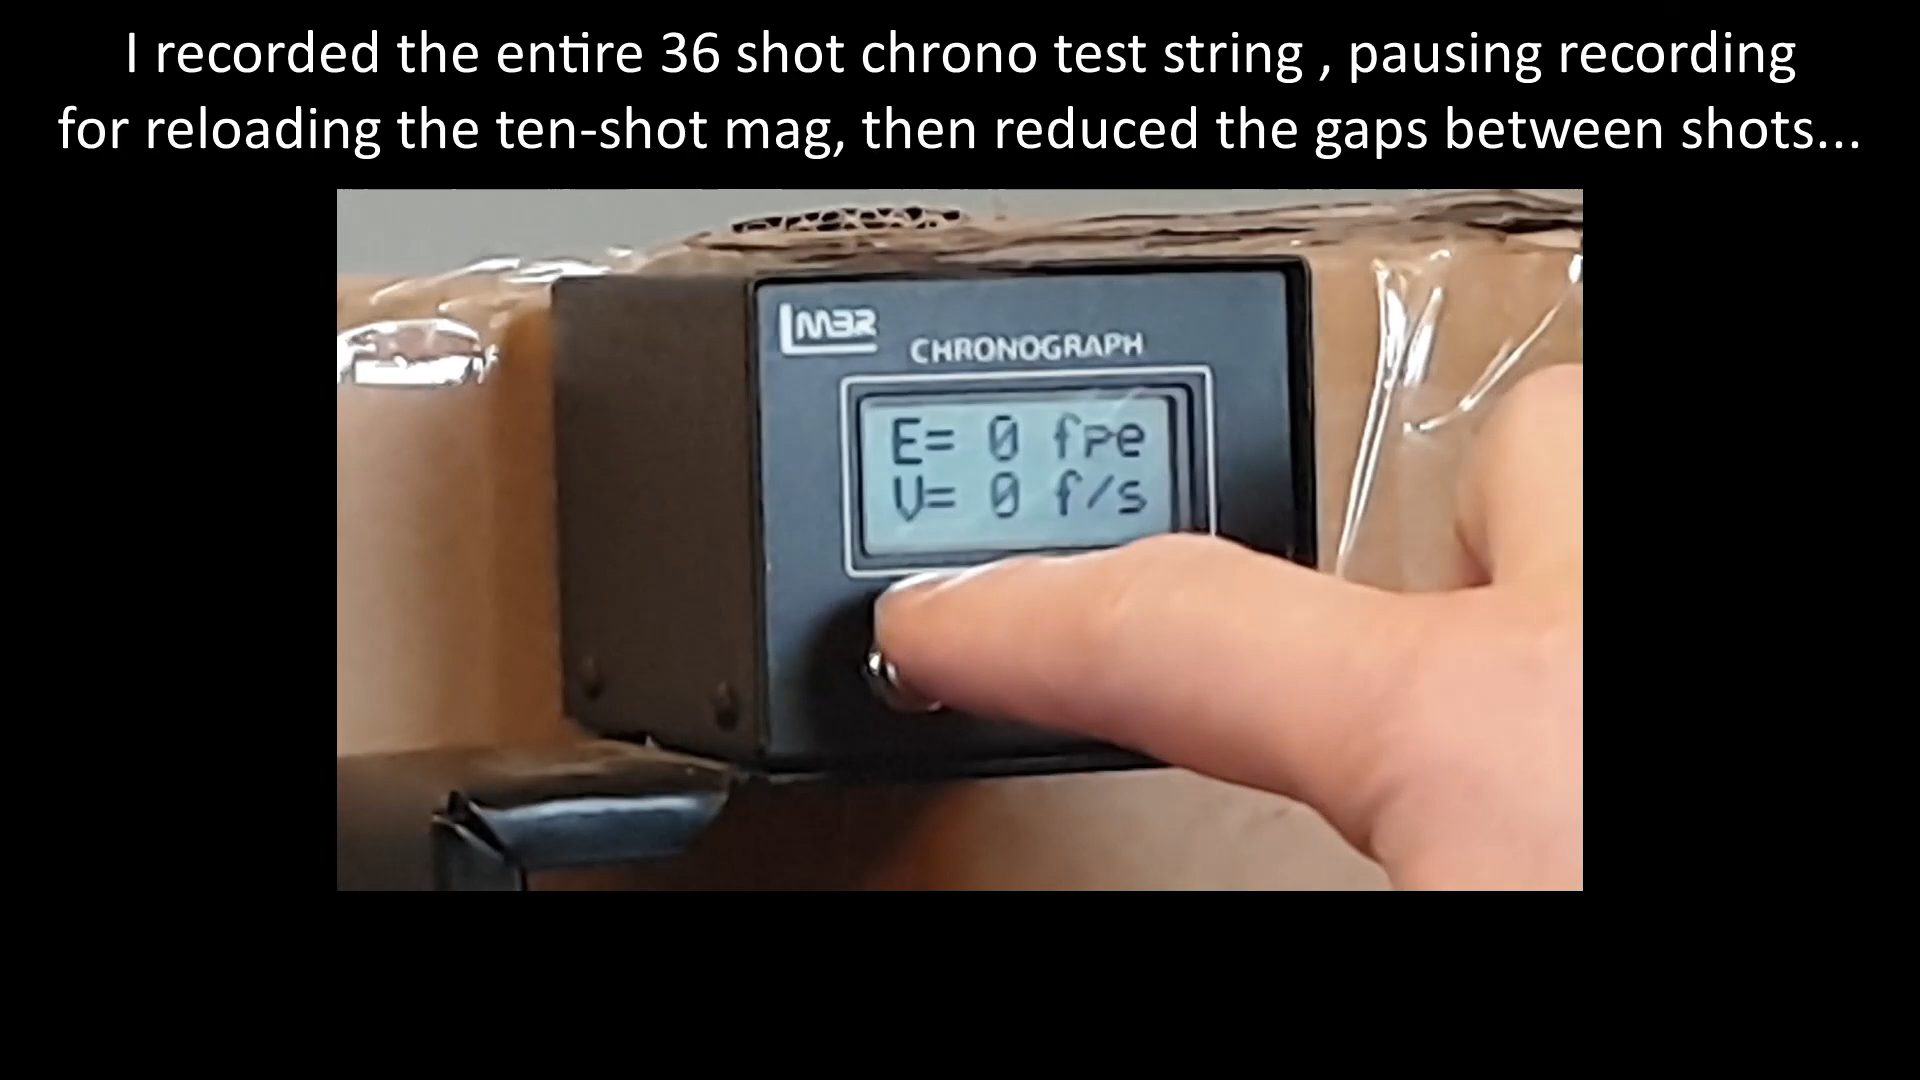 I recorded the entire 36 shot chrono test string , pausing recording
for reloading the ten-shot mag, then reduced the gaps between shots...
LMBR
CHRONOGRAPH
E= 0 fpe
V= 0 f/s